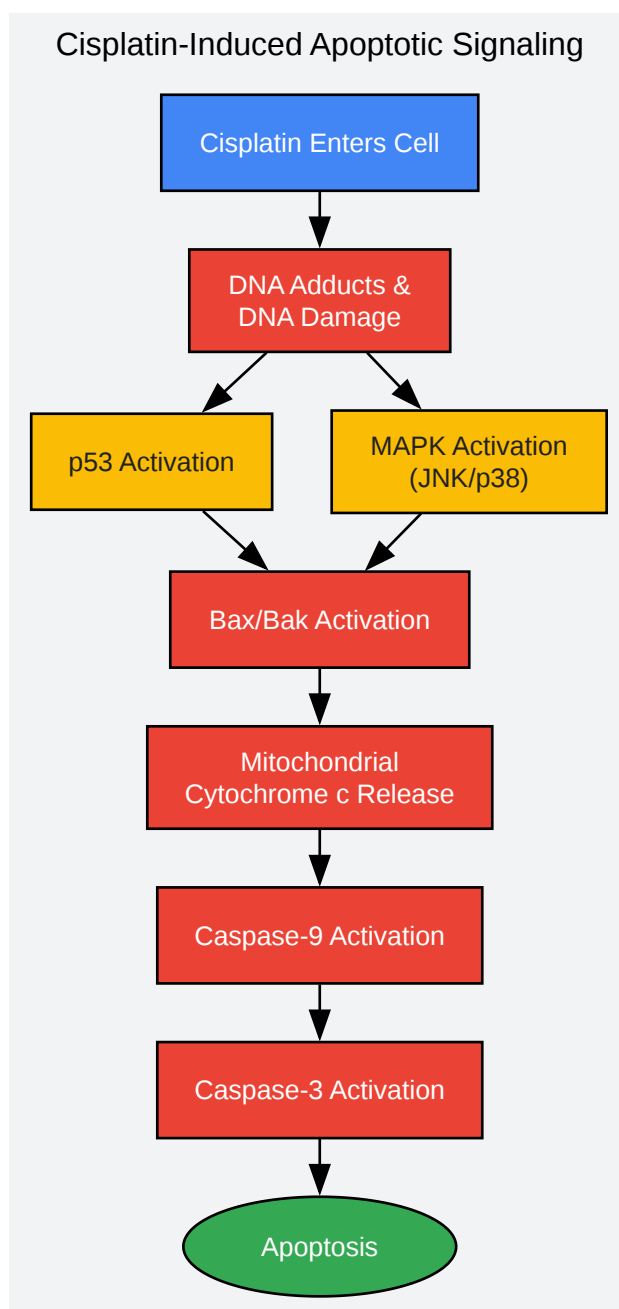 Cisplatin-Induced Apoptotic Signaling
Cisplatin Enters Cell
DNA Adducts &
DNA Damage
p53 Activation
MAPK Activation
(JNK/p38)
Bax/Bak Activation
Mitochondrial
Cytochrome c Release
Caspase-9 Activation
Caspase-3 Activation
Apoptosis